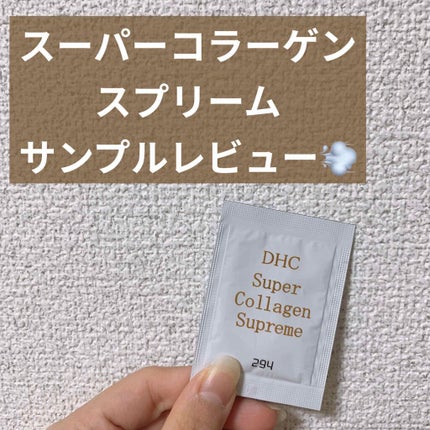 スーパーコラーゲン
スプリーム
サンプルレビュー💨
DHC
Super
Collagen
Supreme
294